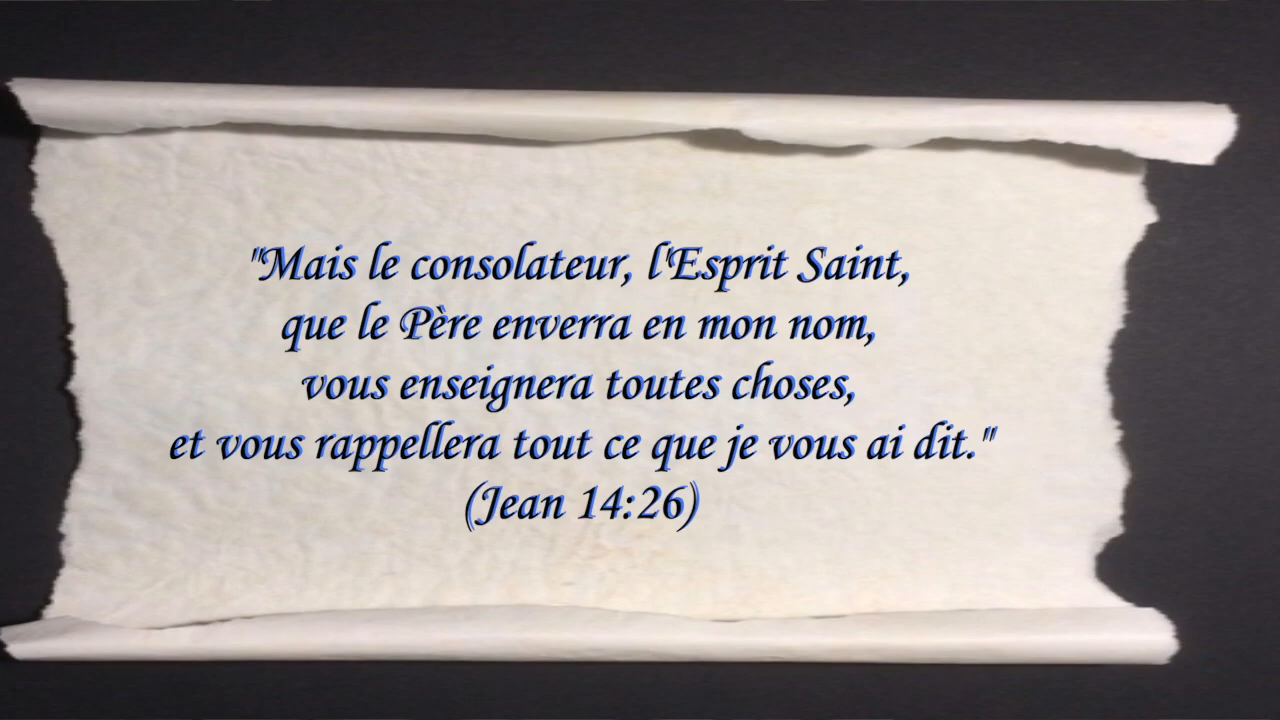 "Mais le consolateur, l'Esprit Saint,
que le Père enverra en mon nom,
vous enseignera toutes choses,
et vous rappellera tout ce que je vous ai dit."
(Jean 14:26)